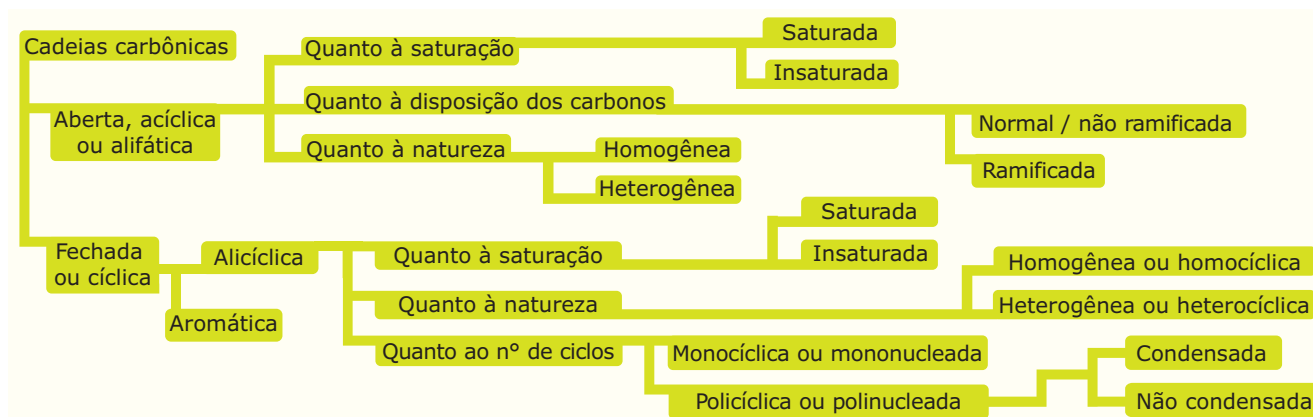 Cadeias carbônicas
Aberta, acíclica
ou alifática
Quanto à saturação
Saturada
Insaturada
Quanto à disposição dos carbonos
Normal / não ramificada
Ramificada
Quanto à natureza
Homogênea
Heterogênea
Fechada
ou cíclica
Alicíclica
Quanto à saturação
Saturada
Insaturada
Quanto à natureza
Homogênea ou homocíclica
Heterogênea ou heterocíclica
Quanto ao n° de ciclos
Monocíclica ou mononucleada
Policíclica ou polinucleada
Condensada
Não condensada
Aromática